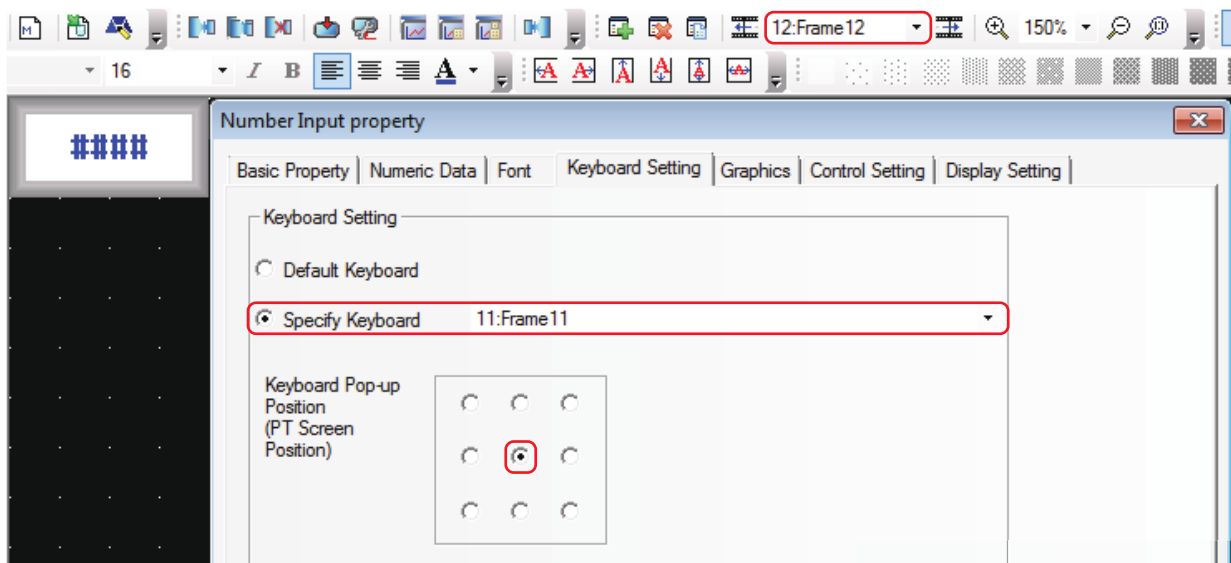 12:Frame12
150%
16
I B A
####
Number Input property
Basic Property Numeric Data Font Keyboard Setting Graphics Control Setting Display Setting
Keyboard Setting
Default Keyboard
Specify Keyboard 11:Frame11
Keyboard Pop-up
Position
(PT Screen
Position)